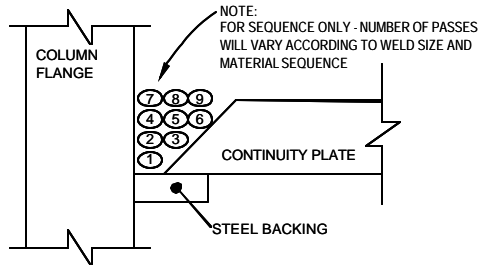 NOTE:
FOR SEQUENCE ONLY - NUMBER OF PASSES
WILL VARY ACCORDING TO WELD SIZE AND
MATERIAL SEQUENCE
COLUMN
FLANGE
7 8 9
4 5 6
2 3
1
CONTINUITY PLATE
STEEL BACKING